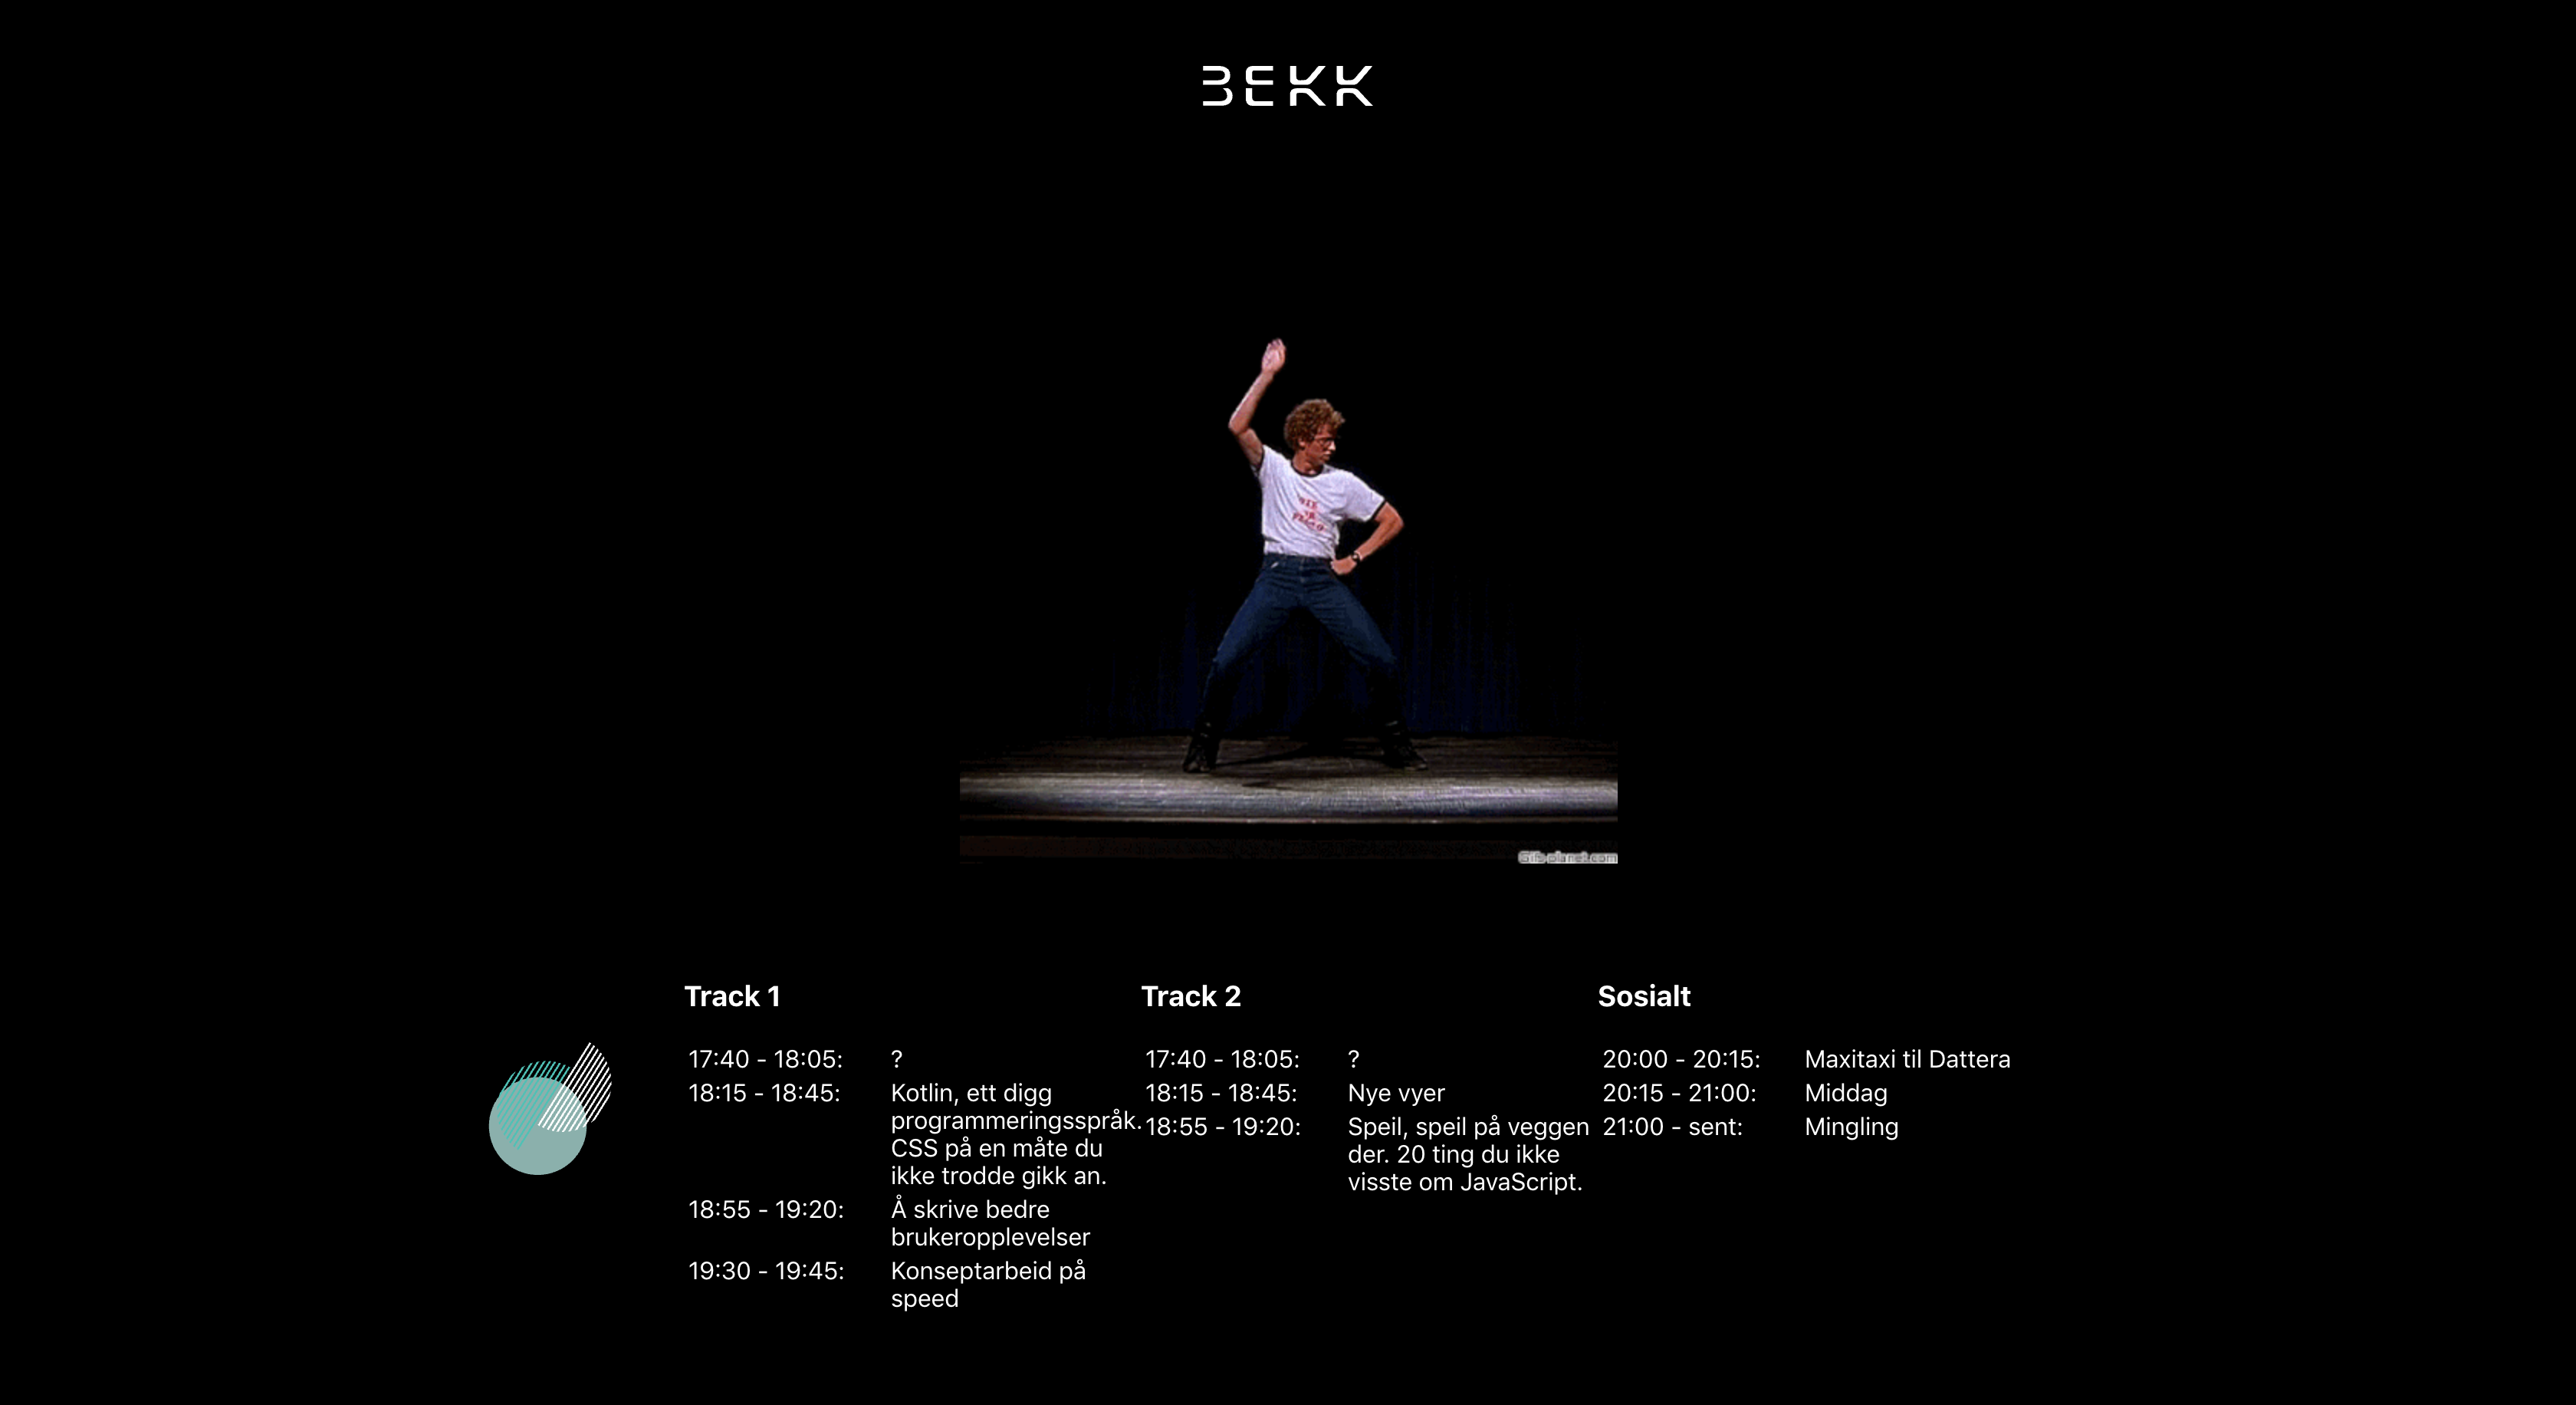 BEKK
Gifsplanet.com
Track 1
17:40 - 18:05: ?
18:15 - 18:45: Kotlin, ett digg
programmeringsspråk.
CSS på en måte du
ikke trodde gikk an.
18:55 - 19:20: Å skrive bedre
brukeropplevelser
19:30 - 19:45: Konseptarbeid på
speed
Track 2
17:40 - 18:05: ?
18:15 - 18:45: Nye vyer
18:55 - 19:20: Speil, speil på veggen
der. 20 ting du ikke
visste om JavaScript.
Sosialt
20:00 - 20:15: Maxitaxi til Dattera
20:15 - 21:00: Middag
21:00 - sent: Mingling